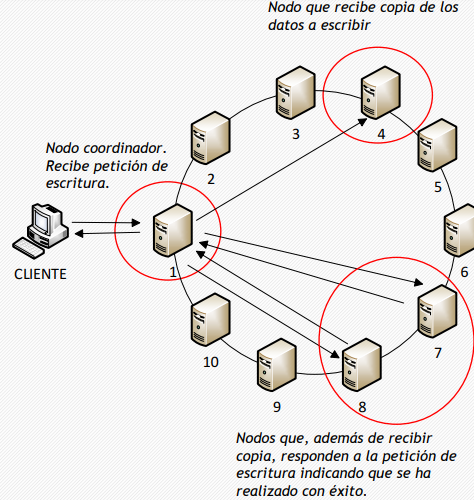 Nodo que recibe copia de los
datos a escribir
Nodo coordinador.
Recibe petición de
escritura.
CLIENTE
1
2
3
4
5
6
7
8
9
10
Nodos que, además de recibir
copia, responden a la petición de
escritura indicando que se ha
realizado con éxito.